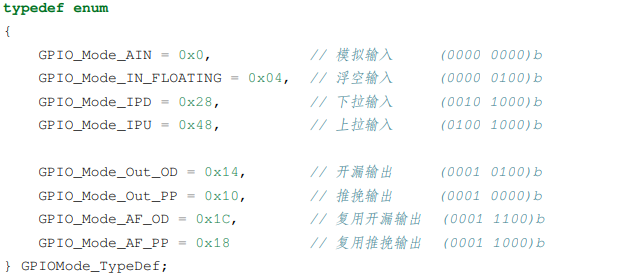 typedef enum
{
GPIO_Mode_AIN = 0x0, // 模拟输入 (0000 0000)b
GPIO_Mode_IN_FLOATING = 0x04, // 浮空输入 (0000 0100)b
GPIO_Mode_IPD = 0x28, // 下拉输入 (0010 1000)b
GPIO_Mode_IPU = 0x48, // 上拉输入 (0100 1000)b
GPIO_Mode_Out_OD = 0x14, // 开漏输出 (0001 0100)b
GPIO_Mode_Out_PP = 0x10, // 推挽输出 (0001 0000)b
GPIO_Mode_AF_OD = 0x1C, // 复用开漏输出 (0001 1100)b
GPIO_Mode_AF_PP = 0x18 // 复用推挽输出 (0001 1000)b
} GPIOMode_TypeDef;